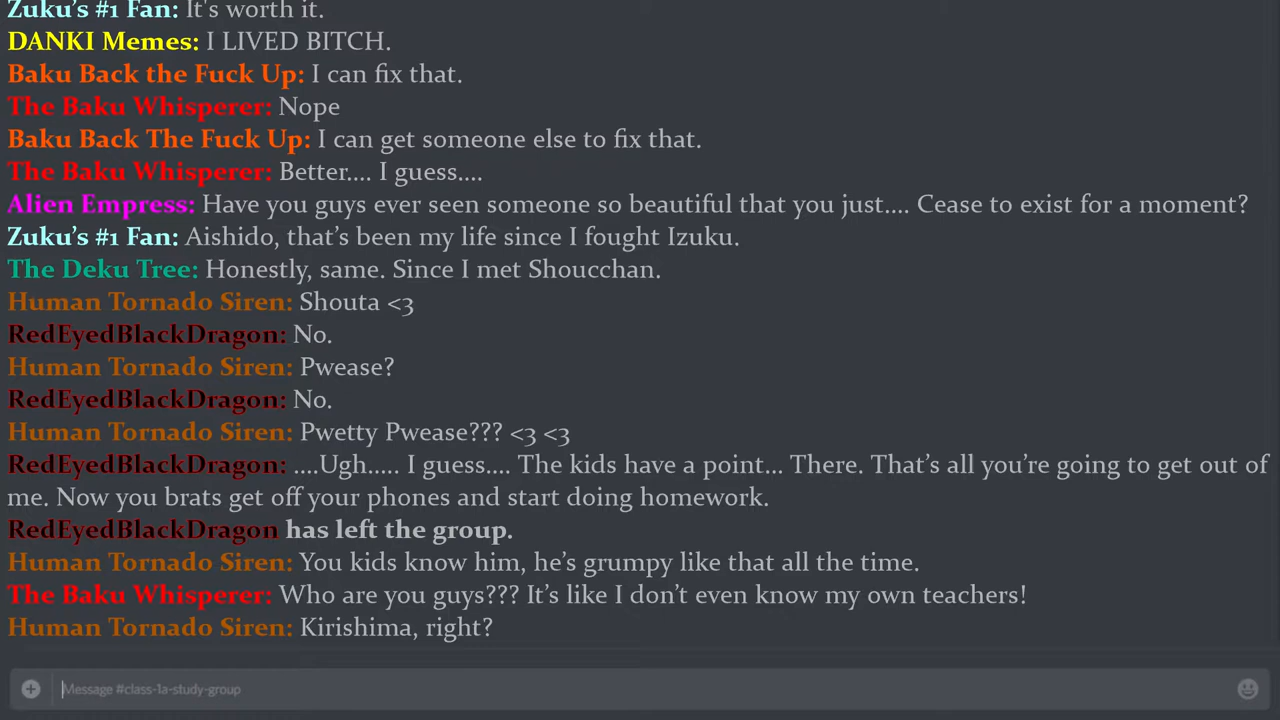 Zuku's #1 Fan: It's worth it.
DANKI Memes: I LIVED BITCH.
Baku Back the Fuck Up: I can fix that.
The Baku Whisperer: Nope
Baku Back The Fuck Up: I can get someone else to fix that.
The Baku Whisperer: Better.... I guess....
Alien Empress: Have you guys ever seen someone so beautiful that you just.... Cease to exist for a moment?
Zuku's #1 Fan: Aishido, that's been my life since I fought Izuku.
The Deku Tree: Honestly, same. Since I met Shoucchan.
Human Tornado Siren: Shouta <3
RedEyedBlackDragon: No.
Human Tornado Siren: Pwease?
RedEyedBlackDragon: No.
Human Tornado Siren: Pwetty Pwease??? <3 <3
RedEyedBlackDragon: ....Ugh..... I guess.... The kids have a point... There. That's all you're going to get out of
me. Now you brats get off your phones and start doing homework.
RedEyedBlackDragon has left the group.
Human Tornado Siren: You kids know him, he's grumpy like that all the time.
The Baku Whisperer: Who are you guys??? It's like I don't even know my own teachers!
Human Tornado Siren: Kirishima, right?
Message #class-1a-study-group